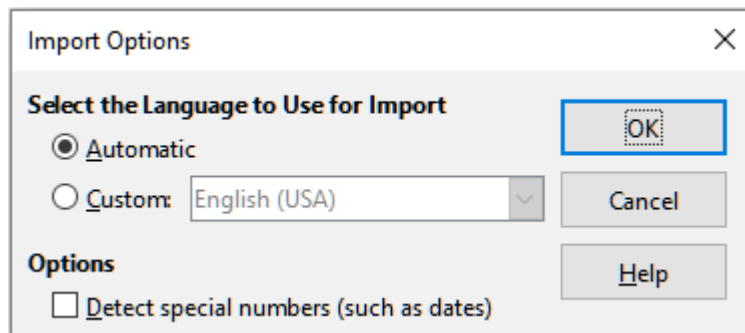 Import Options
Select the Language to Use for Import
Automatic
Custom:
English (USA)
Options
Detect special numbers (such as dates)
OK
Cancel
Help